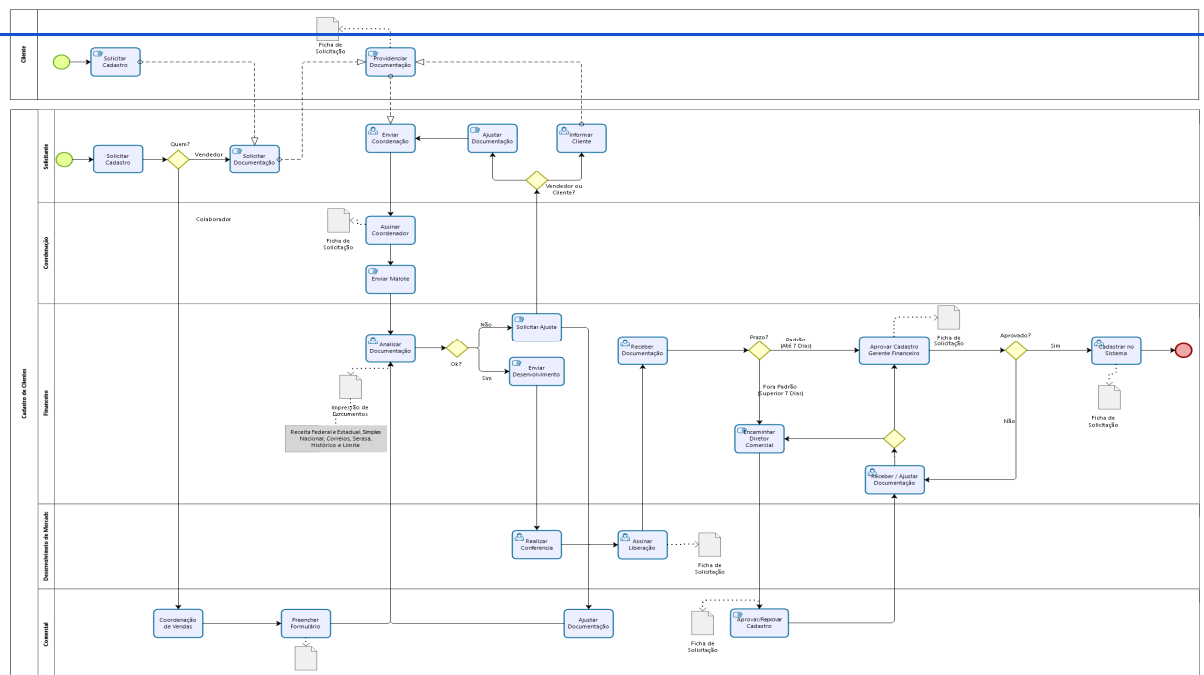 Cliente
Ficha de
Solicitação
Solicitar
Cadastro
Providenciar
Documentação
Cadastro de Clientes
Solicitante
Solicitar
Cadastro
Quem?
Vendedor
Solicitar
Documentação
Enviar
Coordenação
Ajustar
Documentação
Informar
Cliente
Vendedor ou
Cliente?
Coordenação
Colaborador
Ficha de
Solicitação
Assinar
Coordenador
Enviar Malote
Financeiro
Analisar
Documentação
Ok?
Não
Sim
Solicitar Ajuste
Enviar
Desenvolvimento
Impressão de
Documentos
Receita Federal e Estadual, Simples
Nacional, Correios, Serasa,
Histórico e Limite
Receber
Documentação
Prazo?
Padrão
(Até 7 Dias)
Fora Padrão
(Superior 7 Dias)
Encaminhar
Diretor
Comercial
Aprovar Cadastro
Gerente Financeiro
Ficha de
Solicitação
Aprovado?
Sim
Não
Cadastrar no
Sistema
Ficha de
Solicitação
Receber / Ajustar
Documentação
Desenvolvimeto de Mercado
Realizar
Conferencia
Assinar
Liberação
Ficha de
Solicitação
Comercial
Coordenação
de Vendas
Preencher
Formulário
Ajustar
Documentação
Ficha de
Solicitação
Aprovar/Reprovar
Cadastro